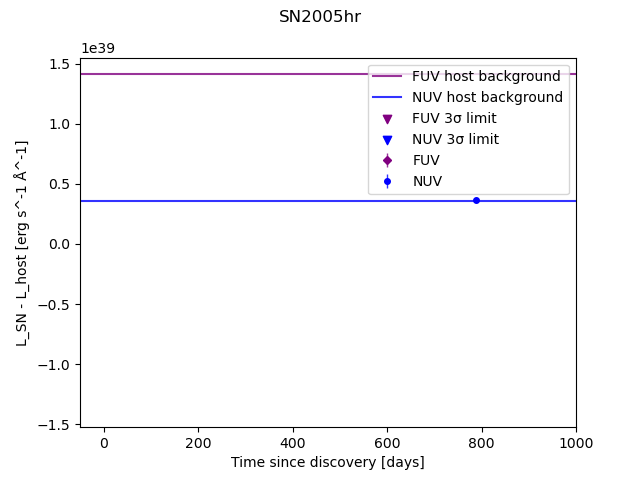 SN2005hr
1e39
1.5
1.0
0.5
0.0
−0.5
−1.0
−1.5
L_SN - L_host [erg s^-1 Å^-1]
FUV host background
NUV host background
FUV 3σ limit
NUV 3σ limit
FUV
NUV
0 200 400 600 800 1000
Time since discovery [days]